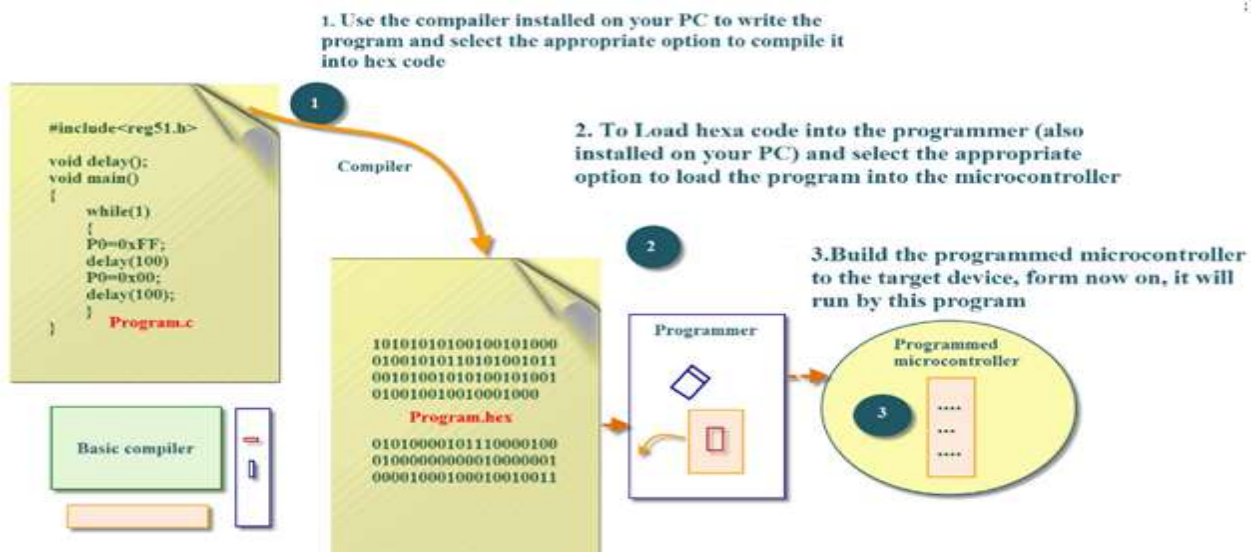 1. Use the compailer installed on your PC to write the
program and select the appropriate option to compile it
into hex code
1
#include<reg51.h>
void delay();
void main()
{
while(1)
{
P0=0xFF;
delay(100)
P0=0x00;
delay(100);
}
}
Program.c
Compiler
2. To Load hexa code into the programmer (also
installed on your PC) and select the appropriate
option to load the program into the microcontroller
2
3.Build the programmed microcontroller
to the target device, form now on, it will
run by this program
10101010100100101000
01001010110101001011
00101001010100101001
010010010010001000
Program.hex
01010000101110000100
01000000000010000001
00001000100010010011
Programmer
Programmed
microcontroller
3
Basic compiler